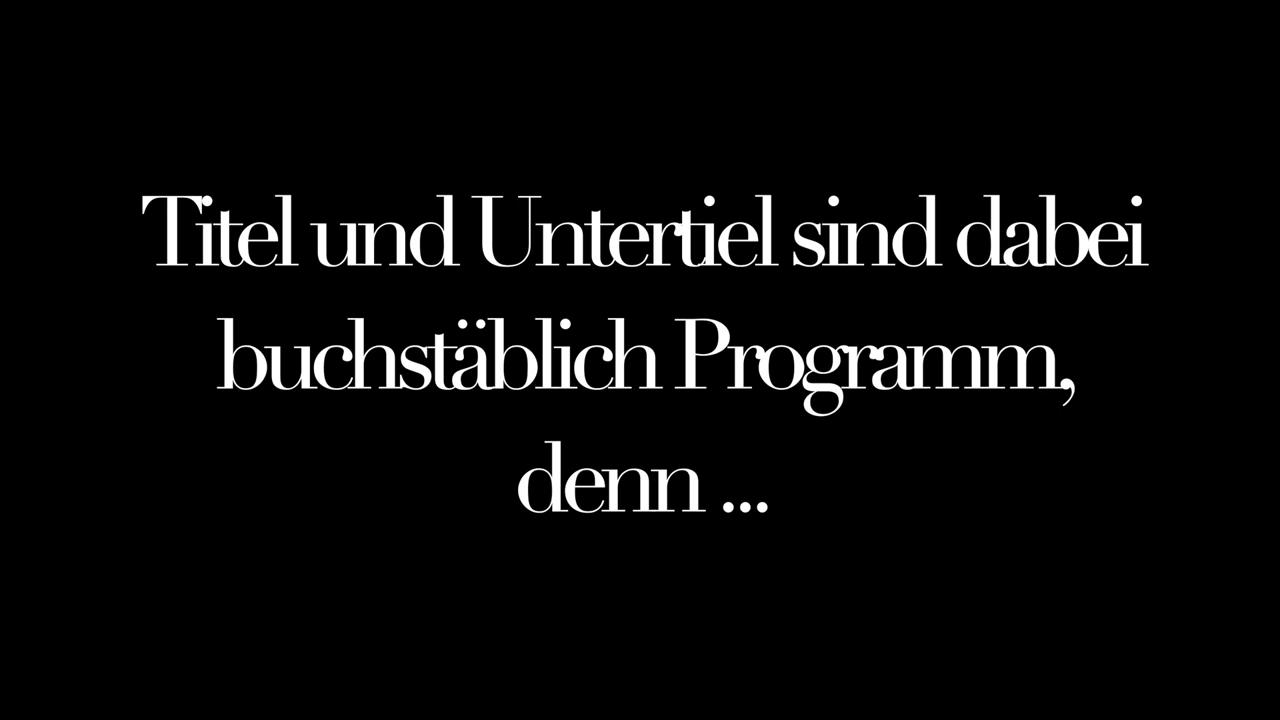 Titel und Untertiel sind dabei
buchstäblich Programm,
denn ...